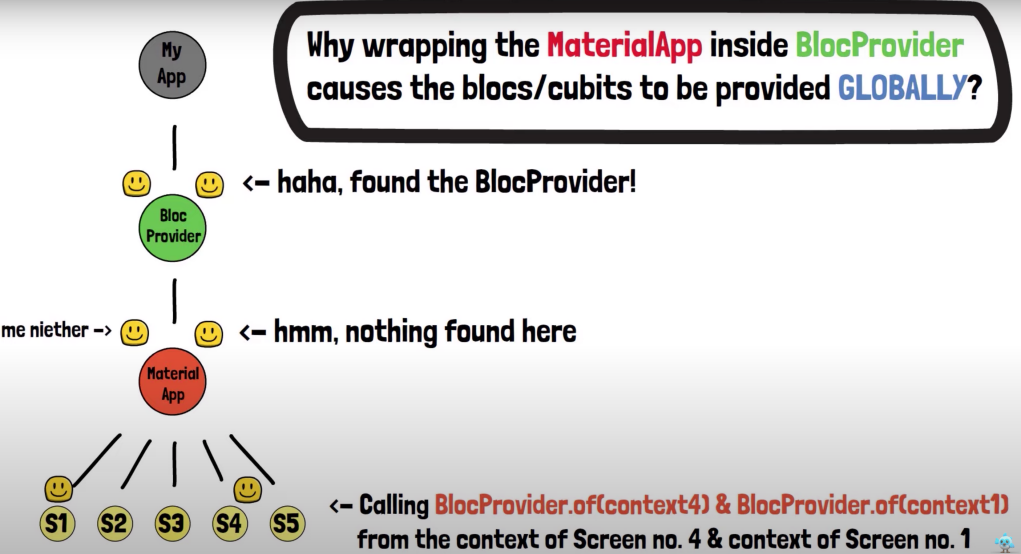 My
App
Why wrapping the MaterialApp inside BlocProvider
causes the blocs/cubits to be provided GLOBALLY?
<– haha, found the BlocProvider!
Bloc
Provider
me niether –>
<– hmm, nothing found here
Material
App
S1 S2 S3 S4 S5
<– Calling BlocProvider.of(context4) & BlocProvider.of(context1)
from the context of Screen no. 4 & context of Screen no. 1